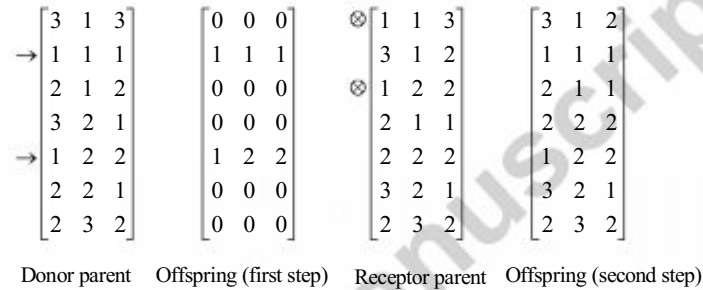 3 1 3 0 0 0 ⊗ 1 1 3 3 1 2
→ 1 1 1 1 1 1 3 1 2 1 1 1
2 1 2 0 0 0 ⊗ 1 2 2 2 1 1
3 2 1 0 0 0 2 1 1 2 2 2
→ 1 2 2 1 2 2 2 2 2 1 2 2
2 2 1 0 0 0 3 2 1 3 2 1
2 3 2 0 0 0 2 3 2 2 3 2
Donor parent Offspring (first step) Receptor parent Offspring (second step)